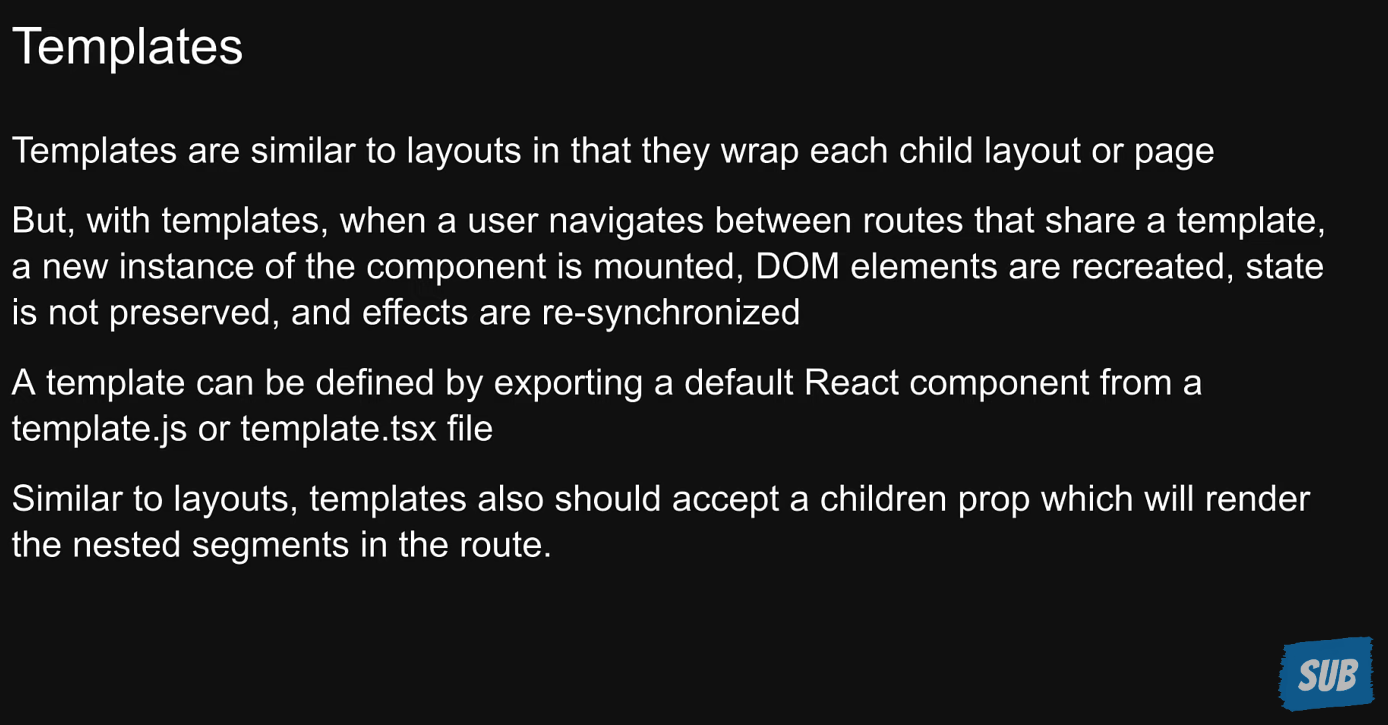 Templates
Templates are similar to layouts in that they wrap each child layout or page
But, with templates, when a user navigates between routes that share a template,
a new instance of the component is mounted, DOM elements are recreated, state
is not preserved, and effects are re-synchronized
A template can be defined by exporting a default React component from a
template.js or template.tsx file
Similar to layouts, templates also should accept a children prop which will render
the nested segments in the route.
SUB